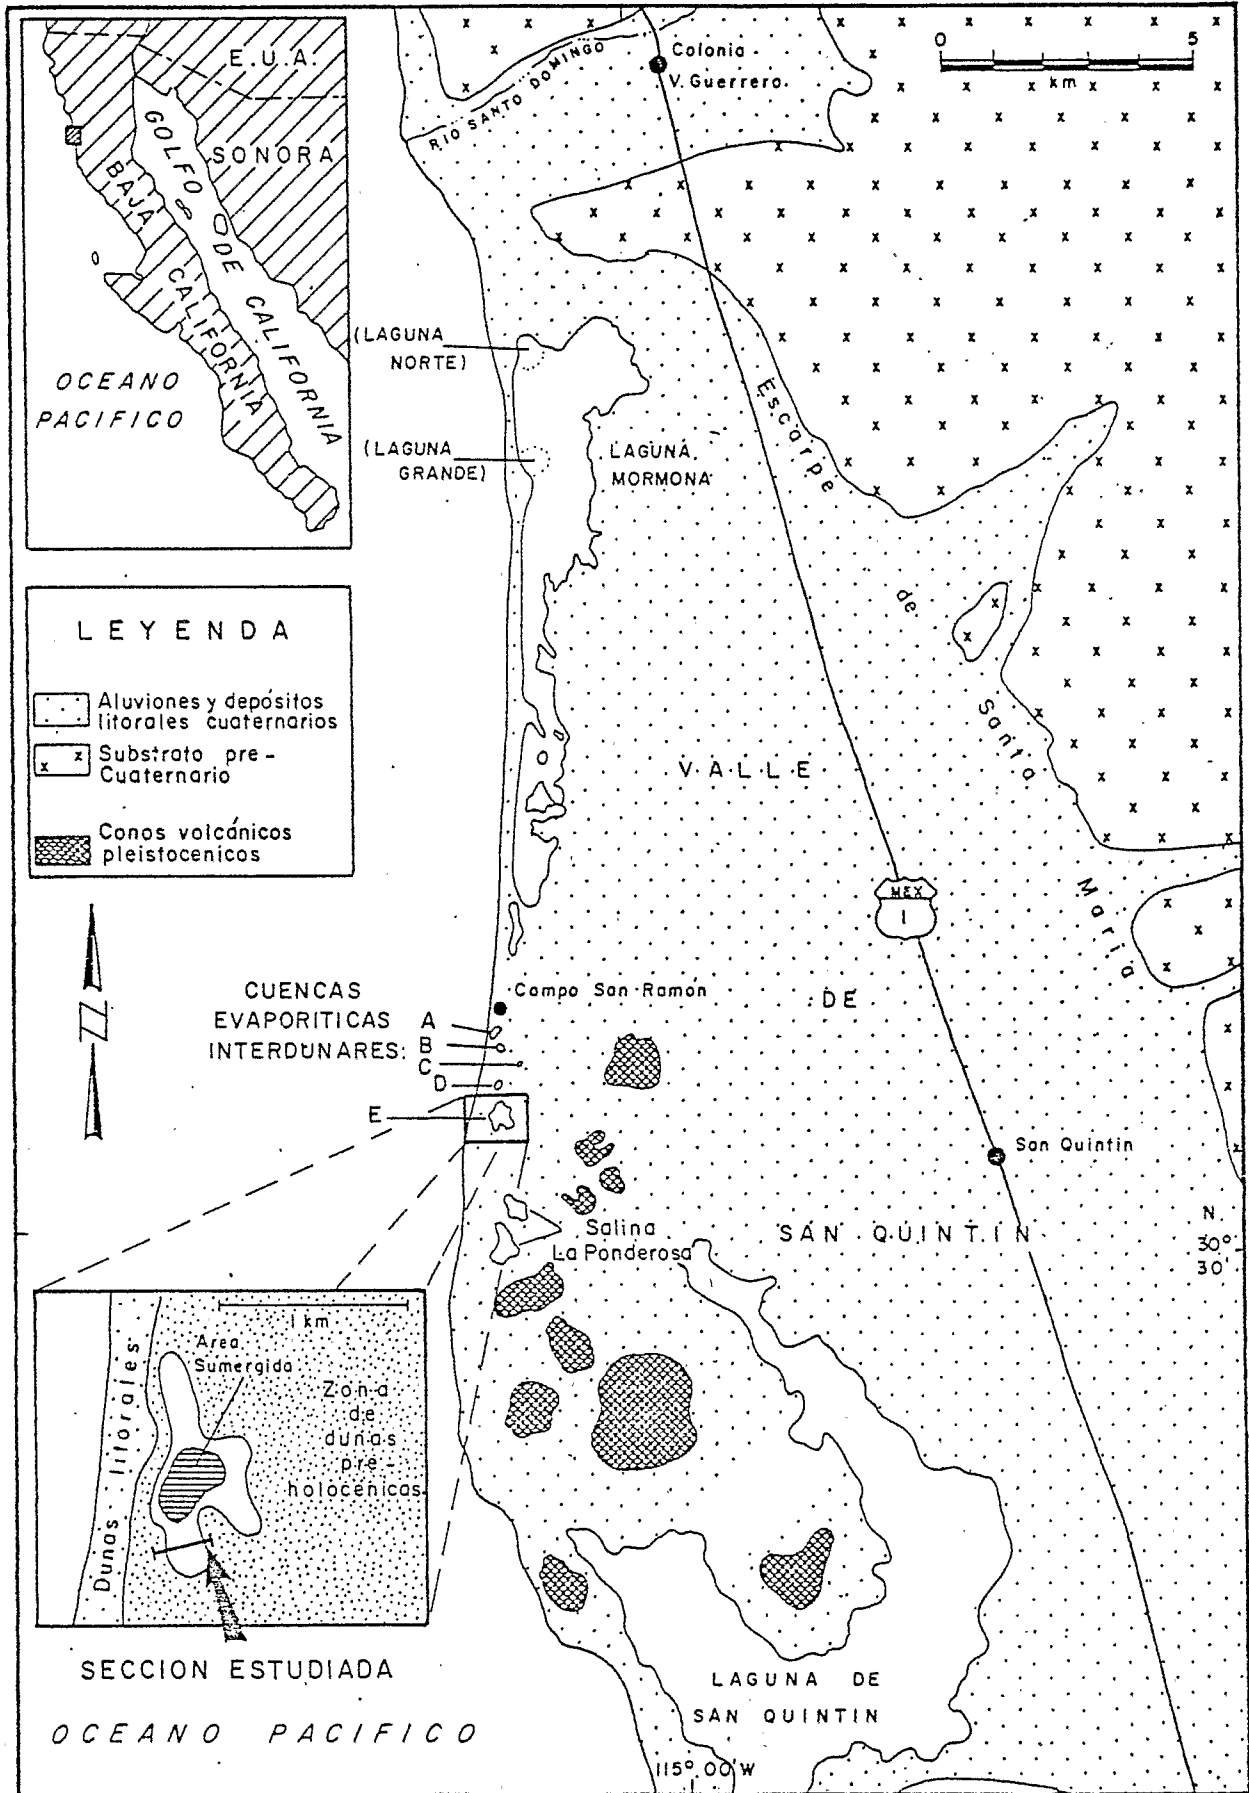 E.U.A.
GOLFO DE CALIFORNIA
SONORA
BAJA CALIFORNIA
OCEANO
PACIFICO
Colonia
V. Guerrero
RIO SANTO DOMINGO
0 5
km
(LAGUNA
NORTE)
(LAGUNA
GRANDE)
LAGUNA
MORMONA
Escarpe de Santa Maria
LEYENDA
Aluviones y depósitos
litorales cuaternarios
x x
Substrato pre-
Cuaternario
Conos volcánicos
pleistocenicos
N
VALLE
DE
SAN QUINTIN
MEX
1
CUENCAS
EVAPORITICAS
INTERDUNARES:
A
B
C
D
E
Campo San Ramón
San Quintin
Salina
La Ponderosa
N
30°
30'
1 km
Area
Sumergida
Dunas litorales
Zona
de
dunas
pre-
holocenicas
SECCION ESTUDIADA
OCEANO PACIFICO
LAGUNA DE
SAN QUINTIN
115° 00' W